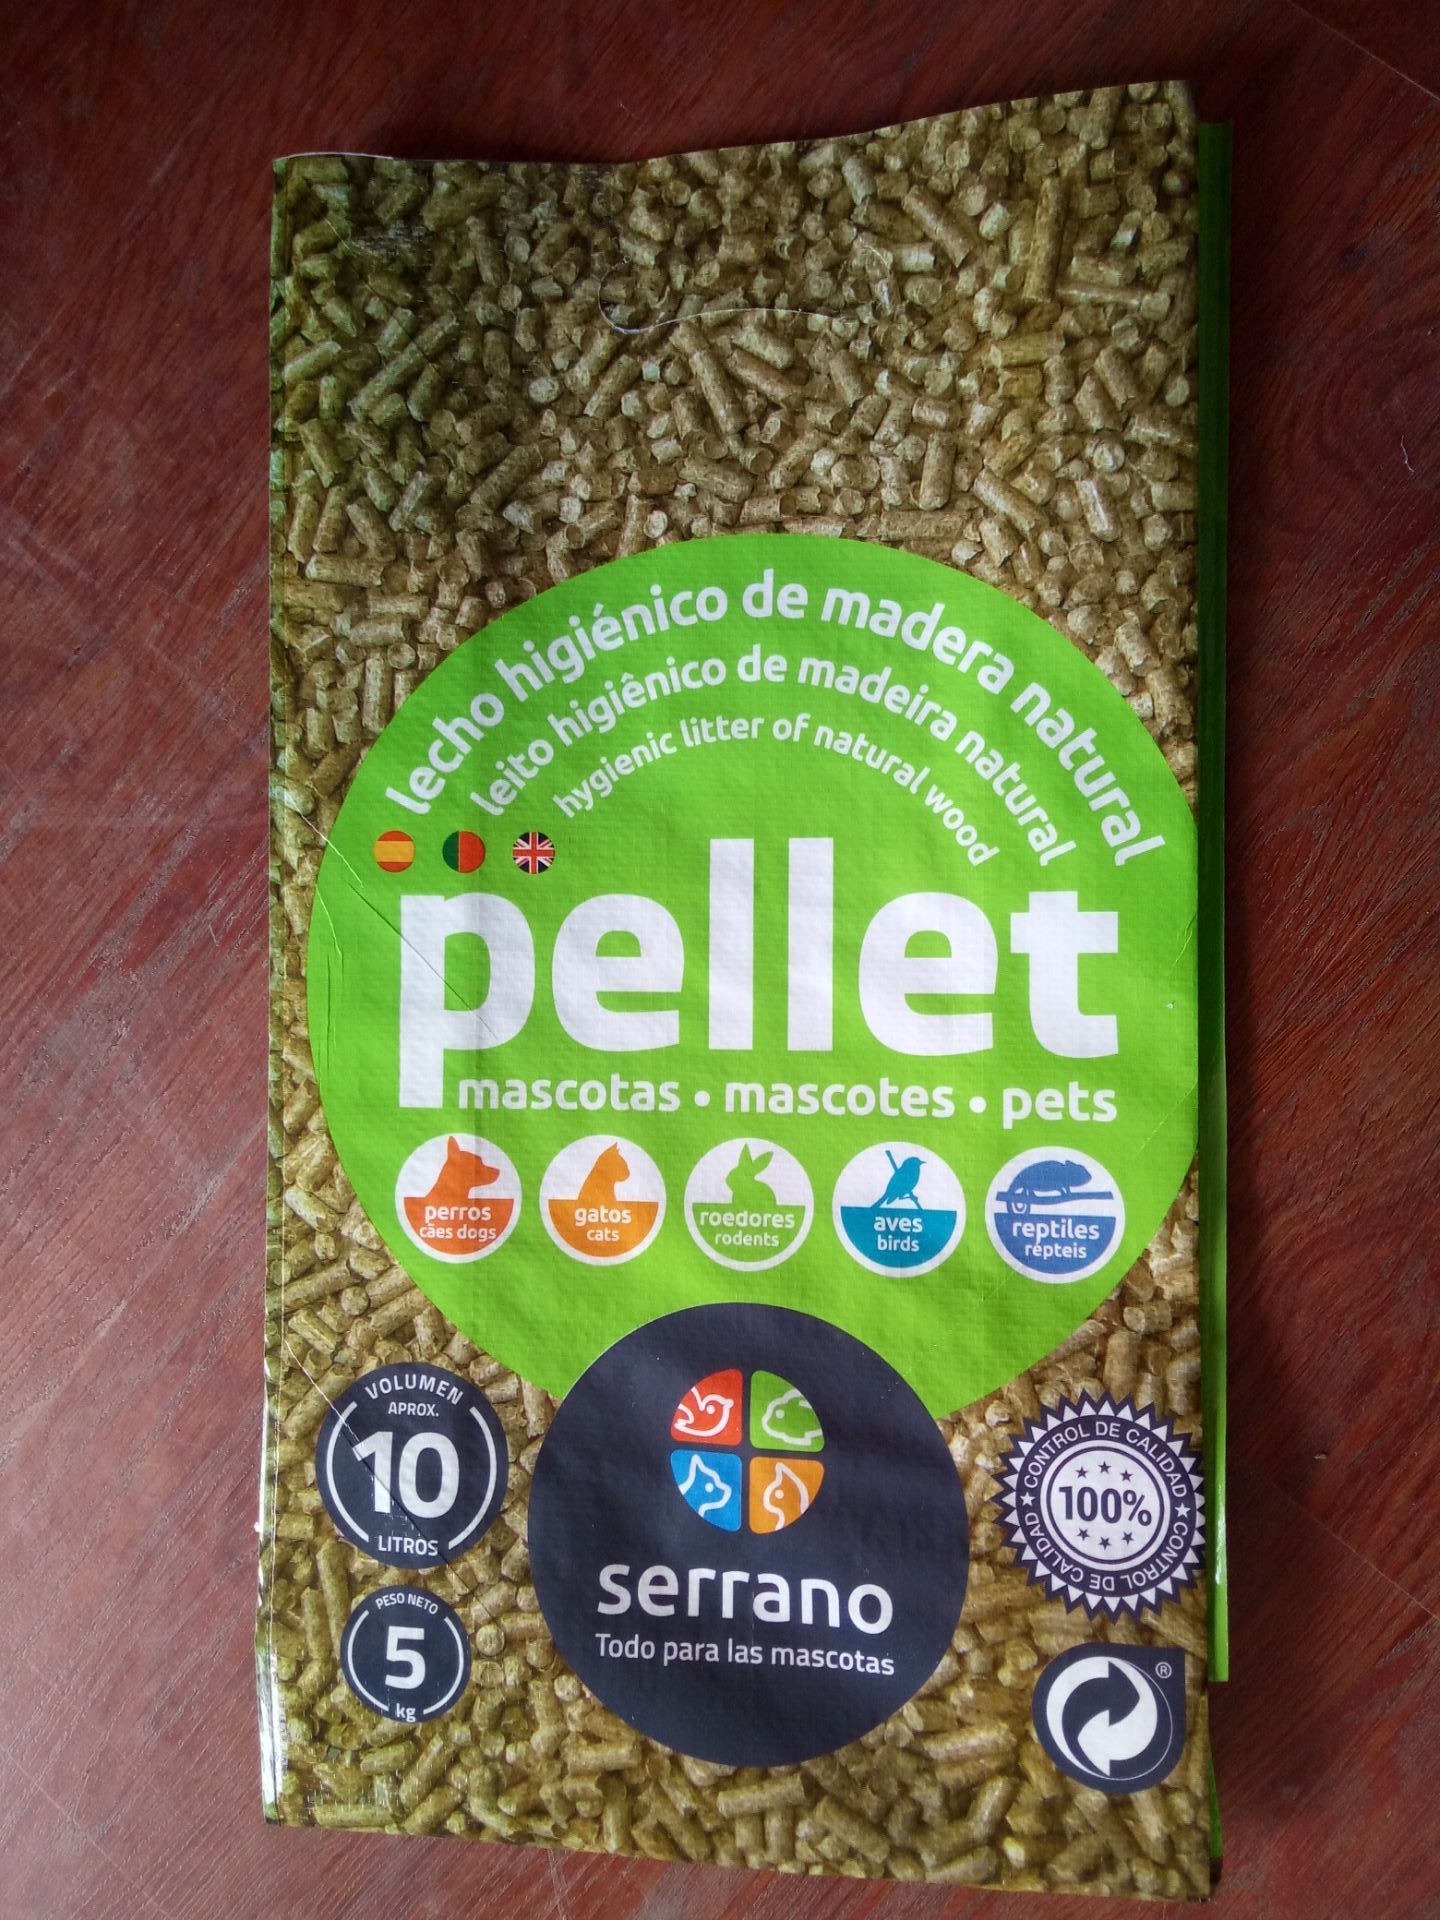 lecho higiénico de madera natural
leito higiênico de madeira natural
hygienic litter of natural wood
pellet
mascotas • mascotes • pets
perros
cães dogs
gatos
cats
roedores
rodents
aves
birds
reptiles
répteis
VOLUMEN
APROX.
10
LITROS
PESO NETO
5
kg
serrano
Todo para las mascotas
CONTROL DE CALIDAD ★ CONTROL DE CALIDAD ★
100%
®